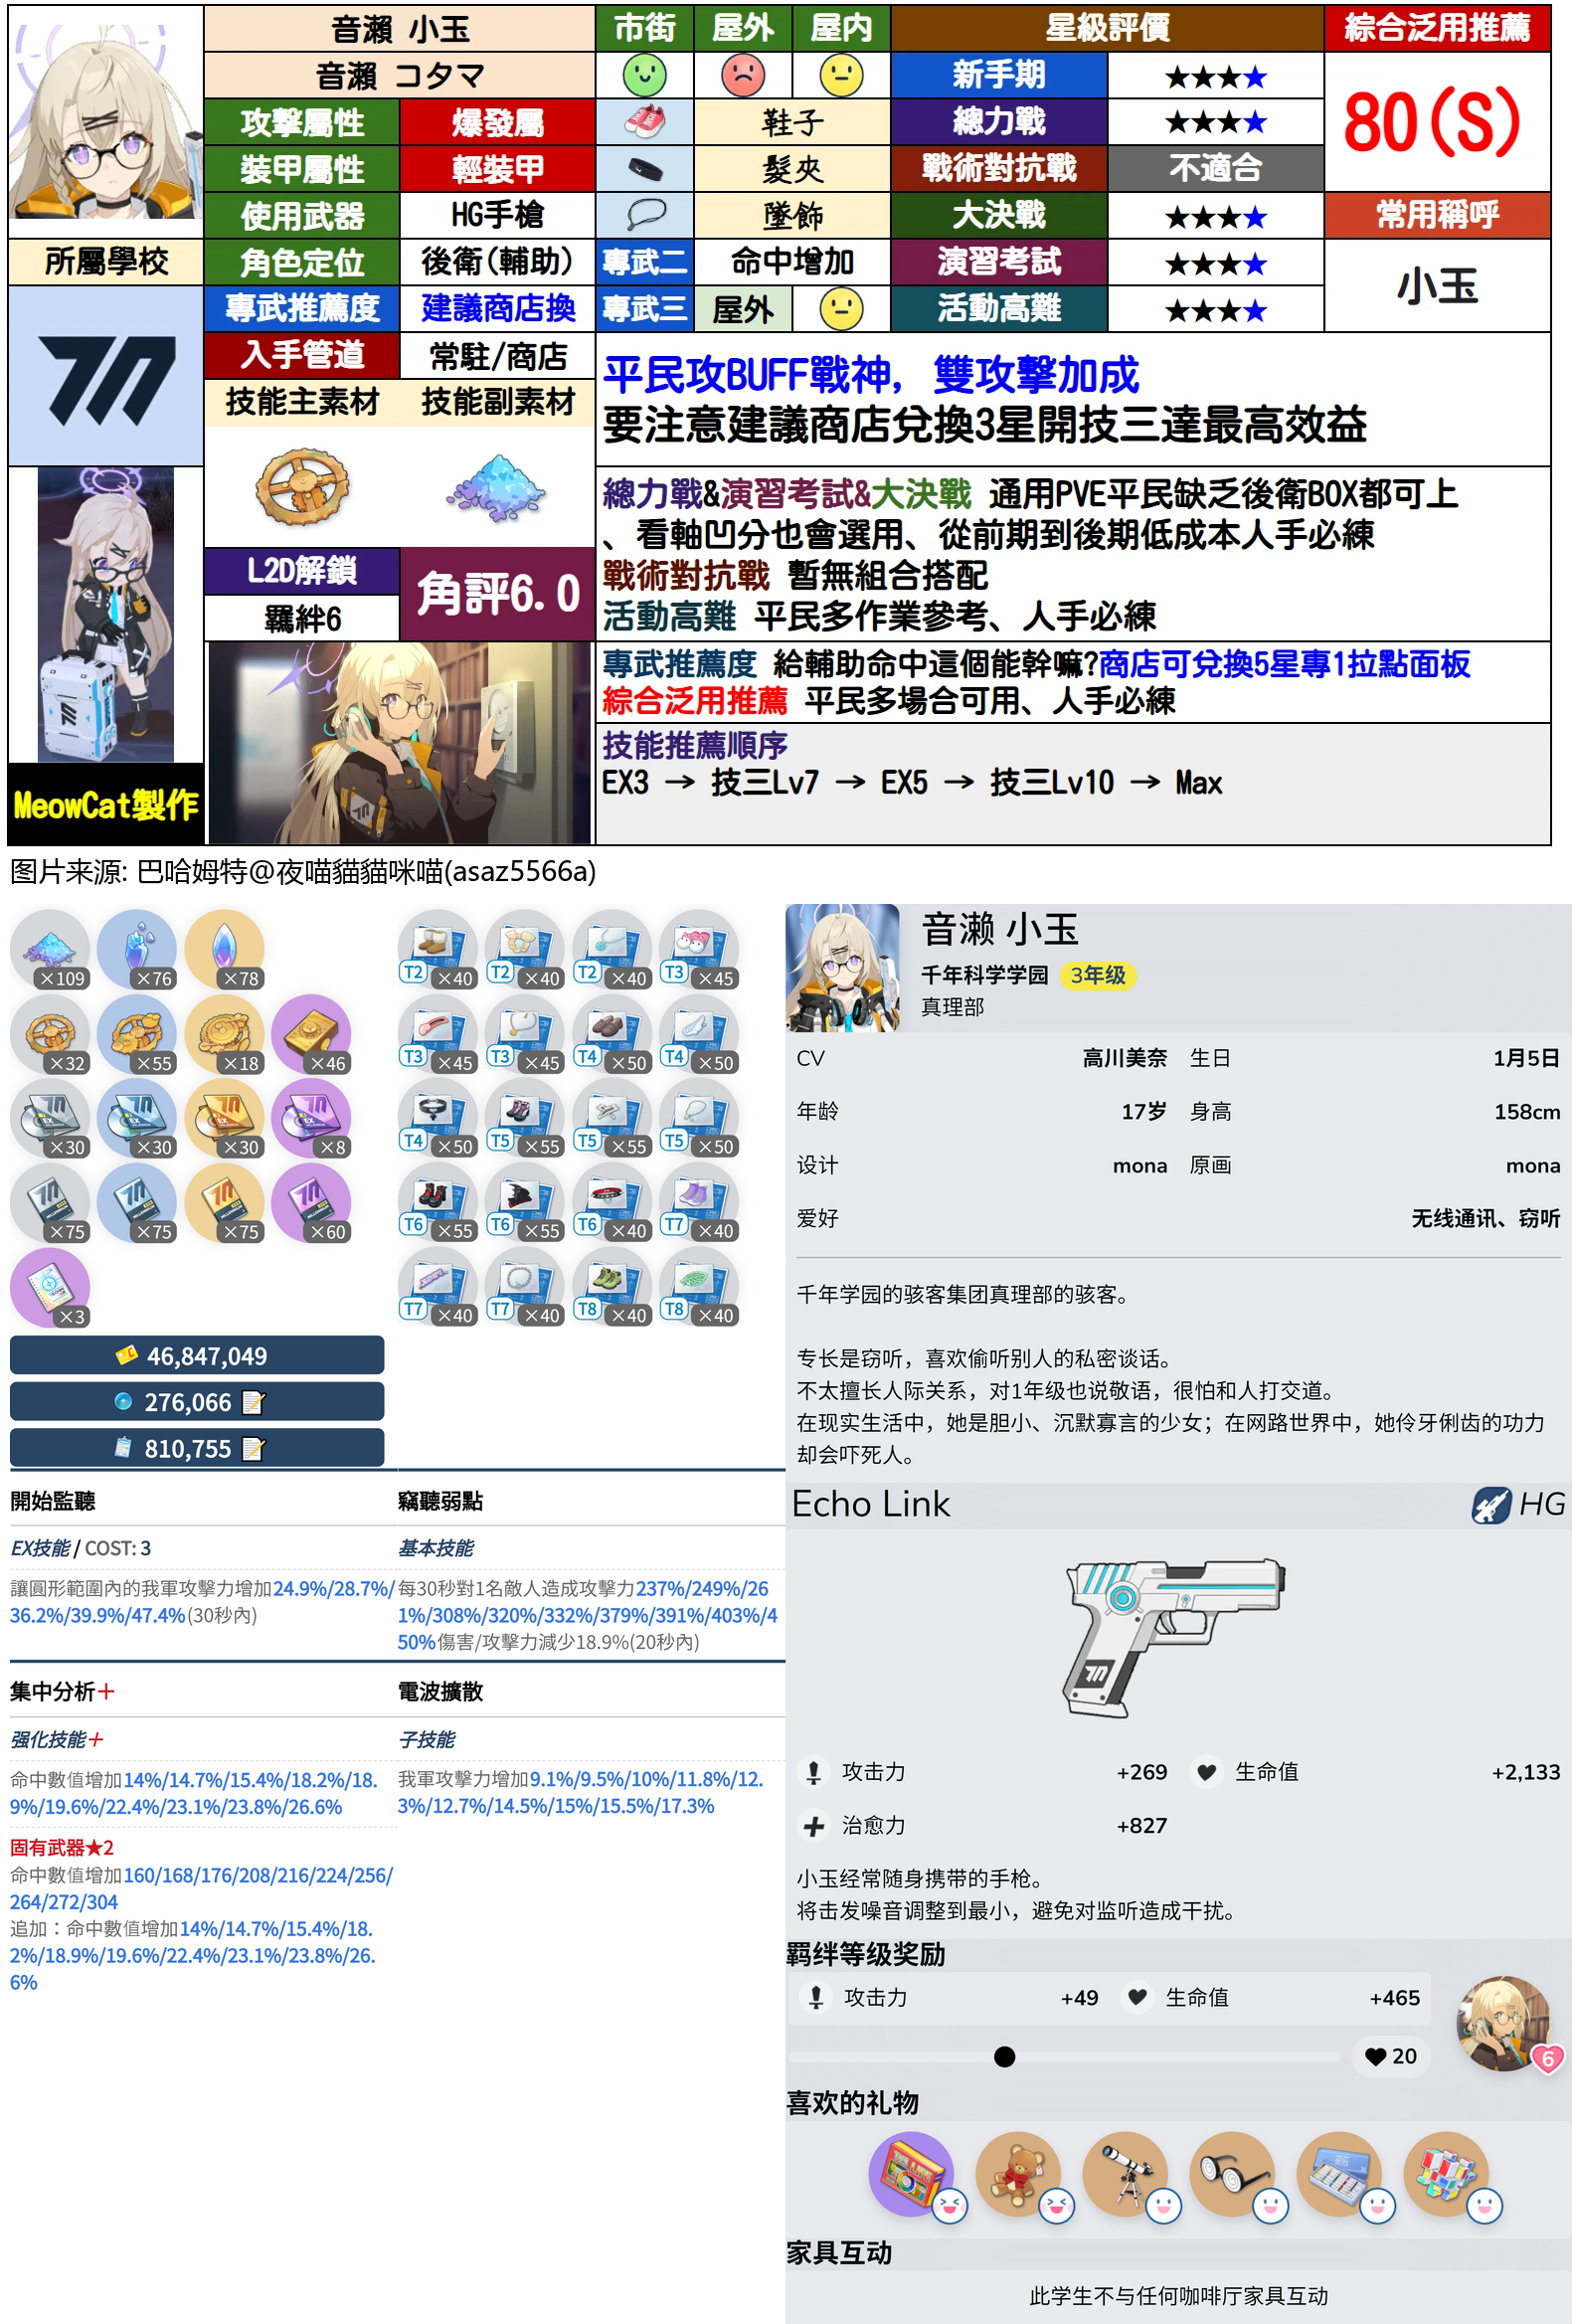 音瀨 小玉
市街
屋外
屋内
星級評價
綜合泛用推薦
音瀨 コタマ
新手期
★★★★
80(S)
攻擊屬性
爆發屬
鞋子
總力戰
★★★★
裝甲屬性
輕裝甲
髮夾
戰術對抗戰
不適合
使用武器
HG手槍
墜飾
大決戰
★★★★
常用稱呼
所屬學校
角色定位
後衛(輔助)
專武二
命中增加
演習考試
★★★★
小玉
專武推薦度
建議商店換
專武三
屋外
活動高難
★★★★
入手管道
常駐/商店
平民攻BUFF戰神, 雙攻擊加成
要注意建議商店兌換3星開技三達最高效益
技能主素材
技能副素材
總力戰&演習考試&大決戰 通用PVE平民缺乏後衛BOX都可上
、看軸凹分也會選用、從前期到後期低成本人手必練
戰術對抗戰 暫無組合搭配
活動高難 平民多作業參考、人手必練
L2D解鎖
角評6.0
羈絆6
專武推薦度 給輔助命中這個能幹嘛?商店可兌換5星專1拉點面板
綜合泛用推薦 平民多場合可用、人手必練
技能推薦順序
EX3 → 技三Lv7 → EX5 → 技三Lv10 → Max
MeowCat製作
图片来源: 巴哈姆特@夜喵貓貓咪喵(asaz5566a)
×109
×76
×78
×32
×55
×18
×46
×30
×30
×30
×8
×75
×75
×75
×60
×3
46,847,049
276,066
810,755
T2 ×40
T2 ×40
T2 ×40
T3 ×45
T3 ×45
T3 ×45
T4 ×50
T4 ×50
T4 ×50
T5 ×55
T5 ×55
T5 ×50
T6 ×55
T6 ×55
T6 ×40
T7 ×40
T7 ×40
T7 ×40
T8 ×40
T8 ×40
開始監聽
EX技能 / COST: 3
讓圓形範圍內的我軍攻擊力增加24.9%/28.7%/
36.2%/39.9%/47.4%(30秒內)
竊聽弱點
基本技能
每30秒對1名敵人造成攻擊力237%/249%/26
1%/308%/320%/332%/379%/391%/403%/4
50%傷害/攻擊力減少18.9%(20秒內)
集中分析+
强化技能+
命中數值增加14%/14.7%/15.4%/18.2%/18.
9%/19.6%/22.4%/23.1%/23.8%/26.6%
固有武器★2
命中數值增加160/168/176/208/216/224/256/
264/272/304
追加：命中數值增加14%/14.7%/15.4%/18.
2%/18.9%/19.6%/22.4%/23.1%/23.8%/26.
6%
電波擴散
子技能
我軍攻擊力增加9.1%/9.5%/10%/11.8%/12.
3%/12.7%/14.5%/15%/15.5%/17.3%
音濑 小玉
千年科学学园 3年级
真理部
CV 高川美奈 生日 1月5日
年龄 17岁 身高 158cm
设计 mona 原画 mona
爱好 无线通讯、窃听
千年学园的骇客集团真理部的骇客。
专长是窃听，喜欢偷听别人的私密谈话。
不太擅长人际关系，对1年级也说敬语，很怕和人打交道。
在现实生活中，她是胆小、沉默寡言的少女；在网路世界中，她伶牙俐齿的功力
却会吓死人。
Echo Link HG
攻击力 +269 生命值 +2,133
治愈力 +827
小玉经常随身携带的手枪。
将击发噪音调整到最小，避免对监听造成干扰。
羁绊等级奖励
攻击力 +49 生命值 +465
20
6
喜欢的礼物
家具互动
此学生不与任何咖啡厅家具互动